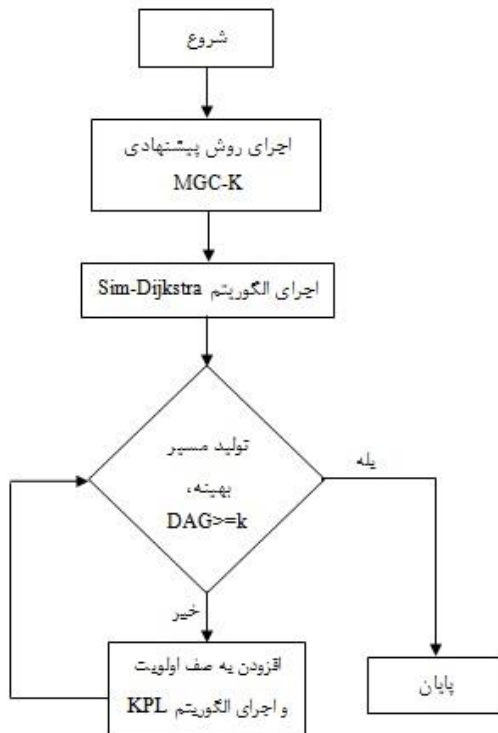 شروع
اجرای روش پیشنهادی
MGC-K
اجرای الگوریتم Sim-Dijkstra
تولید مسیر
بهینه،
DAG>=k
بله
خیر
افزودن به صف اولویت
و اجرای الگوریتم KPL
پایان